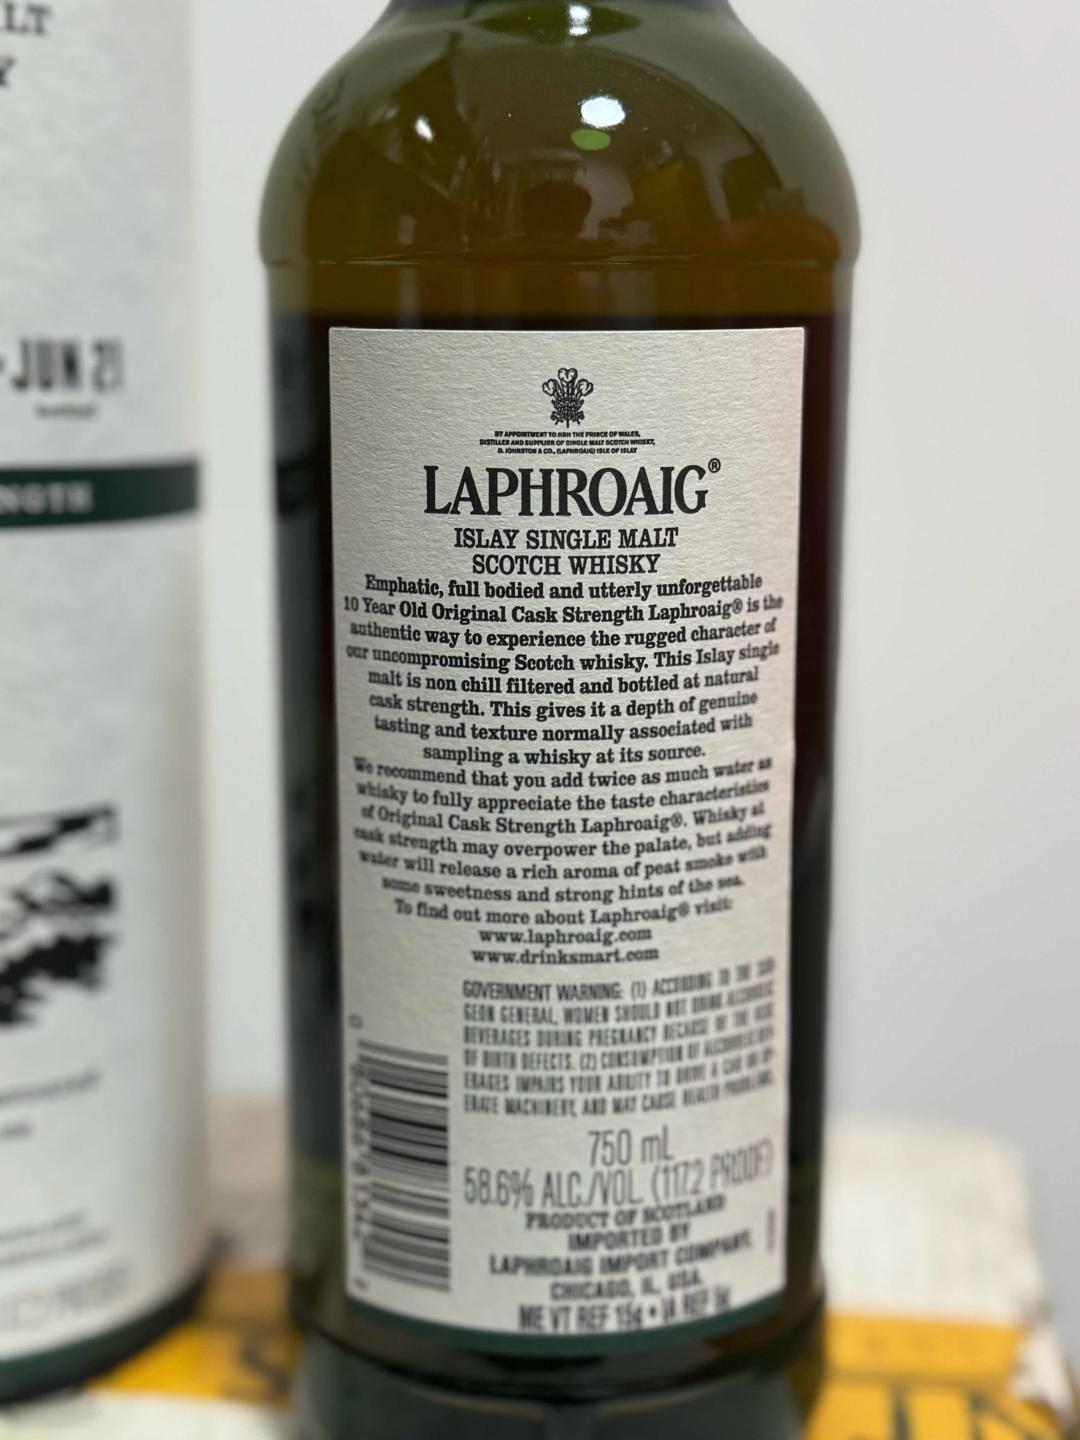 LT
Y
- JUN 21
bottled
NGTH
BY APPOINTMENT TO HRH THE PRINCE OF WALES,
DISTILLER AND SUPPLIER OF SINGLE MALT SCOTCH WHISKY,
D. JOHNSTON & CO., (LAPHROAIG) ISLE OF ISLAY
LAPHROAIG®
ISLAY SINGLE MALT
SCOTCH WHISKY
Emphatic, full bodied and utterly unforgettable
10 Year Old Original Cask Strength Laphroaig® is the
authentic way to experience the rugged character of
our uncompromising Scotch whisky. This Islay single
malt is non chill filtered and bottled at natural
cask strength. This gives it a depth of genuine
tasting and texture normally associated with
sampling a whisky at its source.
We recommend that you add twice as much water as
whisky to fully appreciate the taste characteristics
of Original Cask Strength Laphroaig®. Whisky at
cask strength may overpower the palate, but adding
water will release a rich aroma of peat smoke with
some sweetness and strong hints of the sea.
To find out more about Laphroaig® visit:
www.laphroaig.com
www.drinksmart.com
GOVERNMENT WARNING: (1) ACCORDING TO THE SUR-
GEON GENERAL, WOMEN SHOULD NOT DRINK ALCOHOLIC
BEVERAGES DURING PREGNANCY BECAUSE OF THE RISK
OF BIRTH DEFECTS. (2) CONSUMPTION OF ALCOHOLIC BEV-
ERAGES IMPAIRS YOUR ABILITY TO DRIVE A CAR OR OP-
ERATE MACHINERY, AND MAY CAUSE HEALTH PROBLEMS.
750 mL
58.6% ALC./VOL. (117.2 PROOF)
PRODUCT OF SCOTLAND
IMPORTED BY
LAPHROAIG IMPORT COMPANY,
CHICAGO, IL, USA.
ME VT REF 15¢ • IA REF 5¢